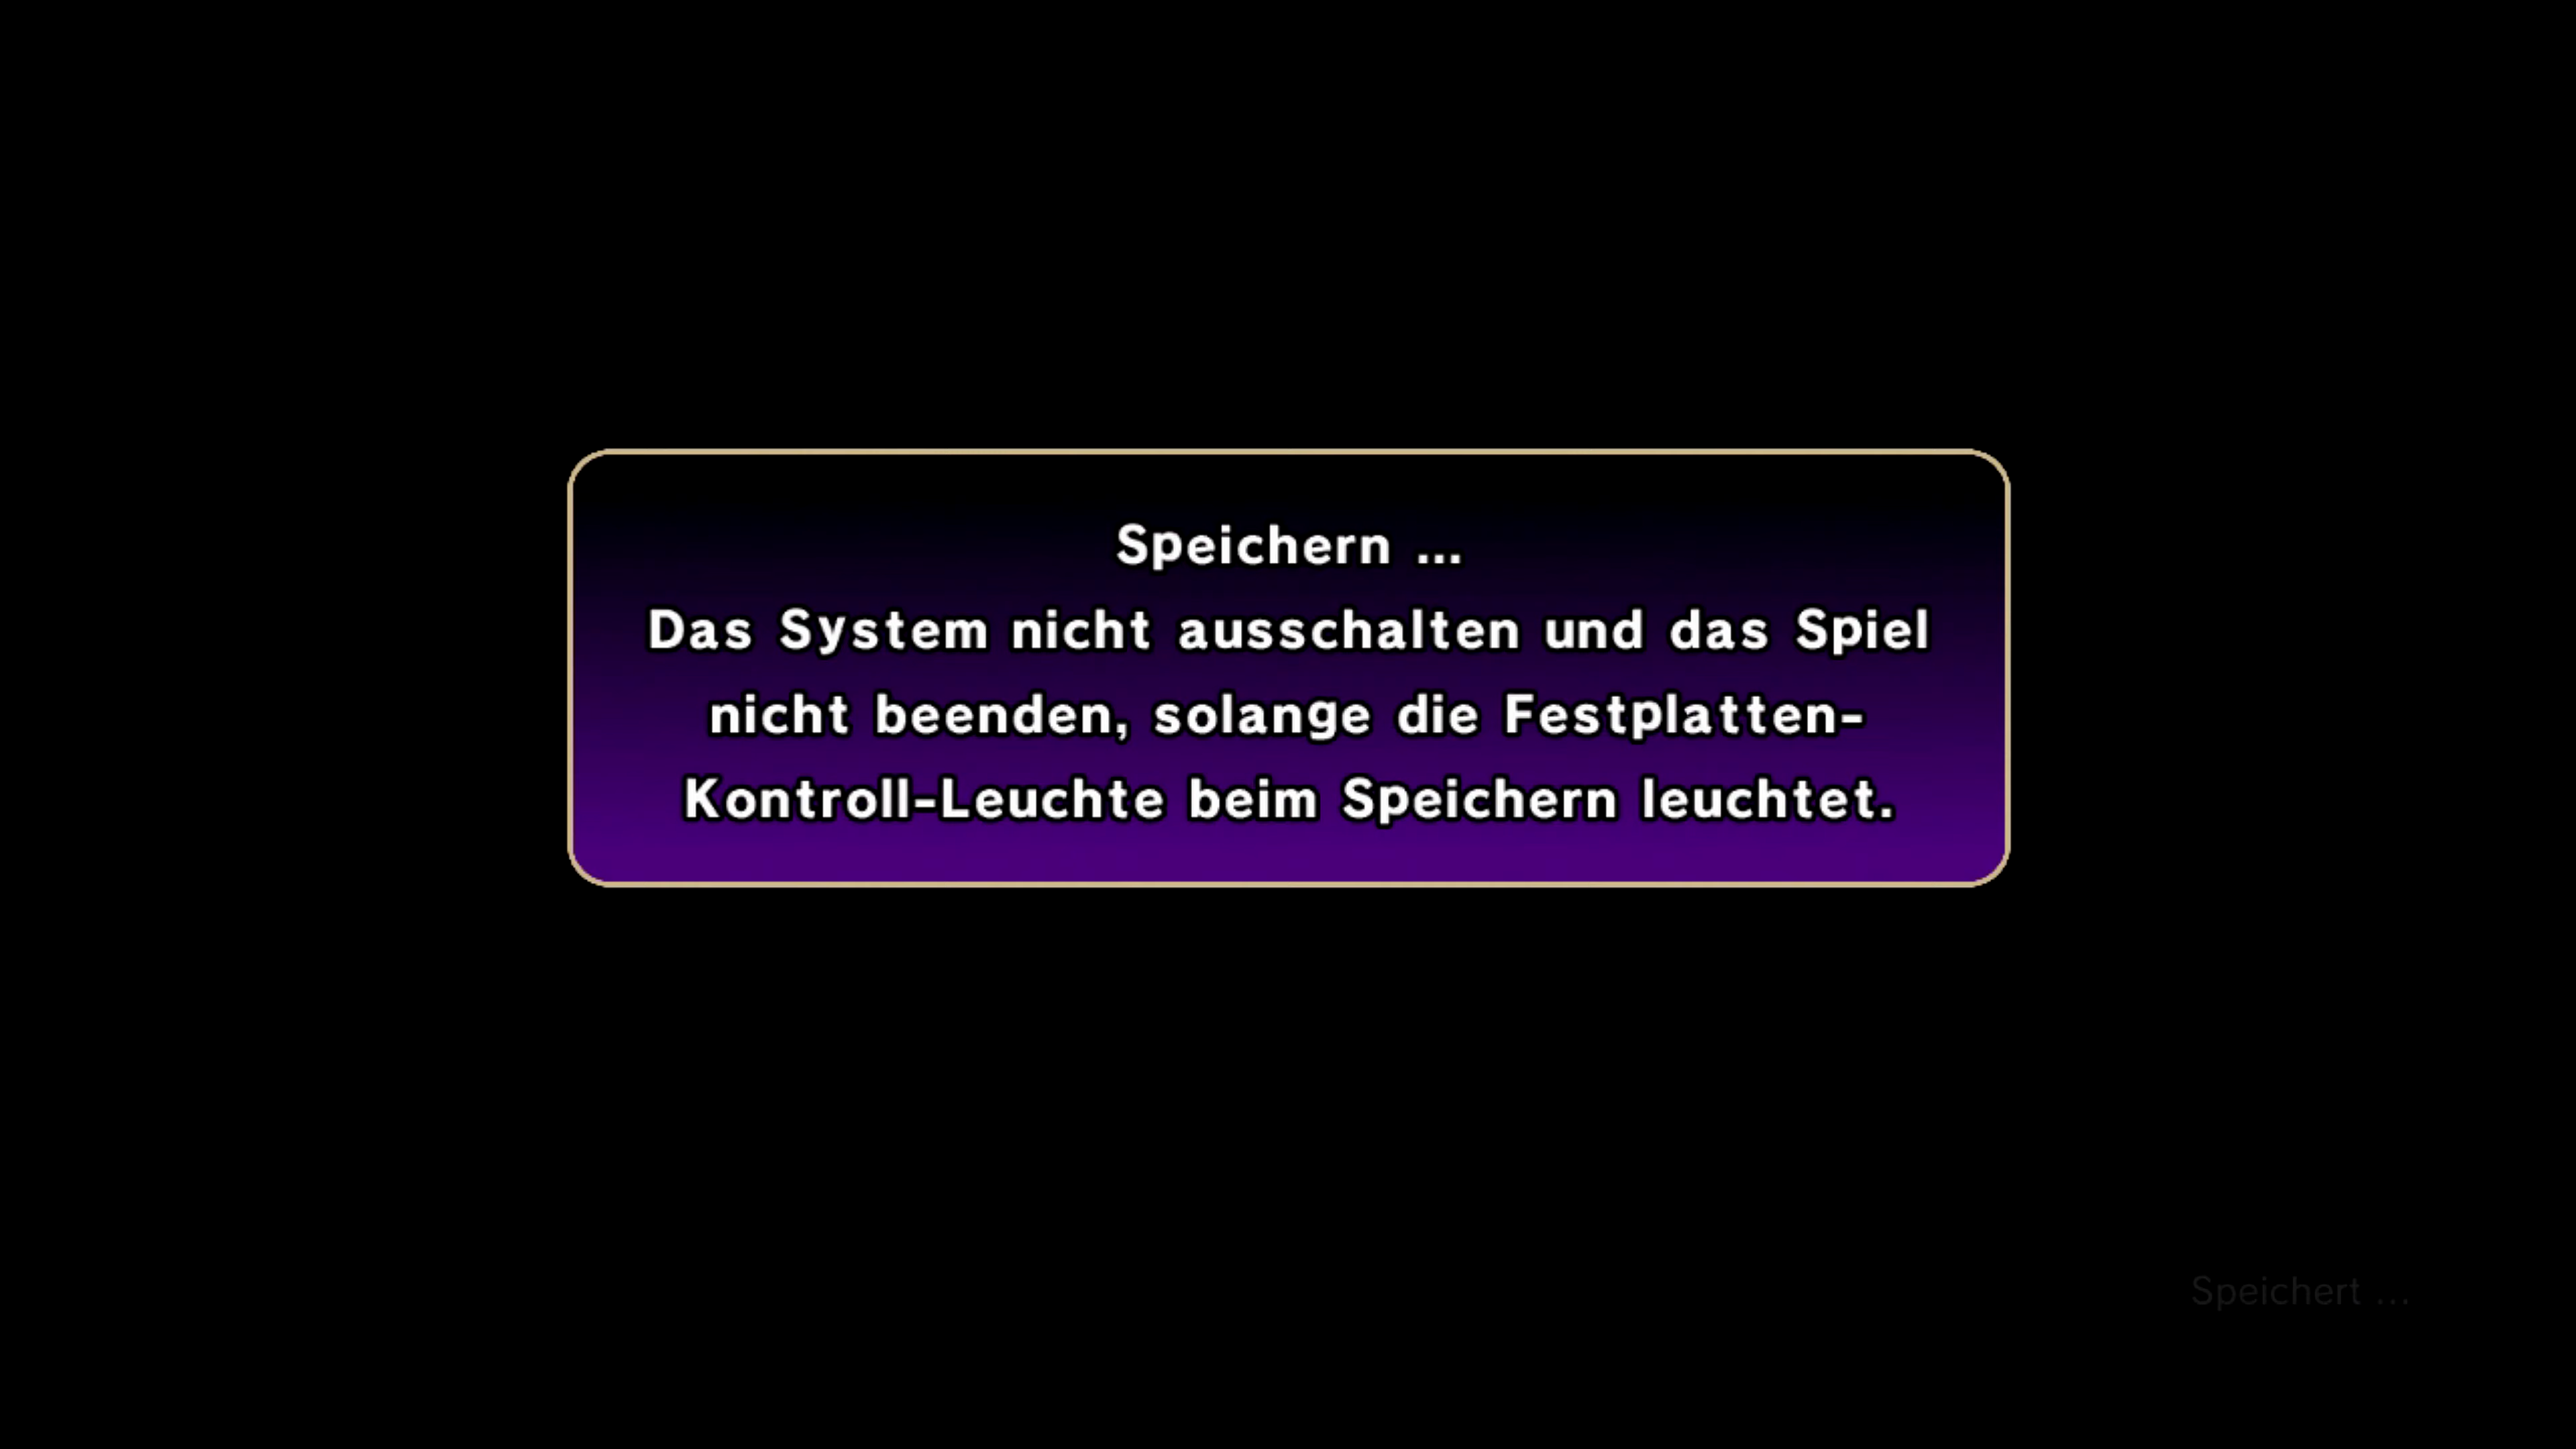 Speichern ...
Das System nicht ausschalten und das Spiel
nicht beenden, solange die Festplatten-
Kontroll-Leuchte beim Speichern leuchtet.
Speichert ...